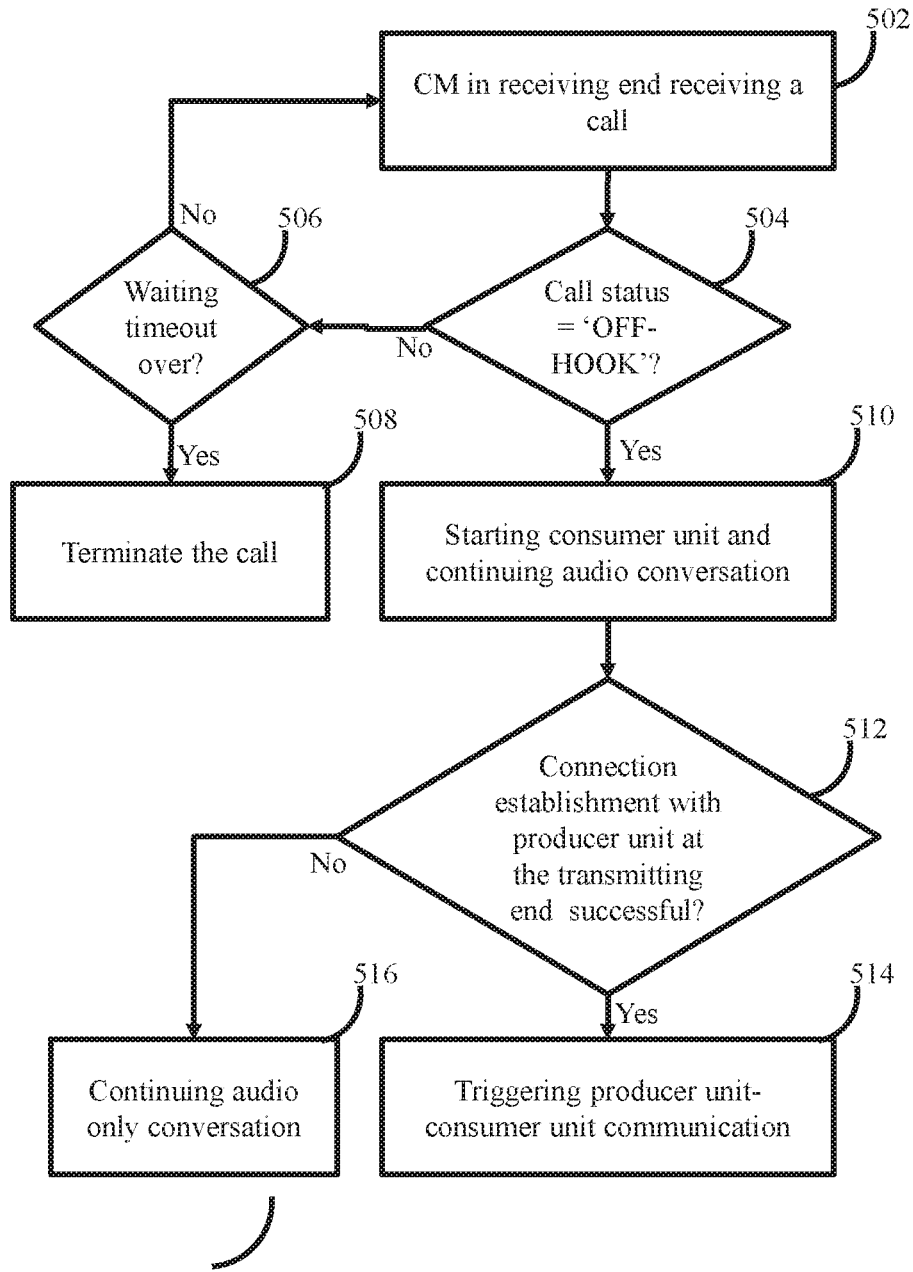 502
CM in receiving end receiving a
call
No
506
504
Waiting
timeout
over?
Call status
= ‘OFF-
HOOK’?
No
508
510
Yes
Yes
Terminate the call
Starting consumer unit and
continuing audio conversation
512
Connection
establishment with
producer unit at
the transmitting
end successful?
No
516
514
Yes
Continuing audio
only conversation
Triggering producer unit-
consumer unit communication